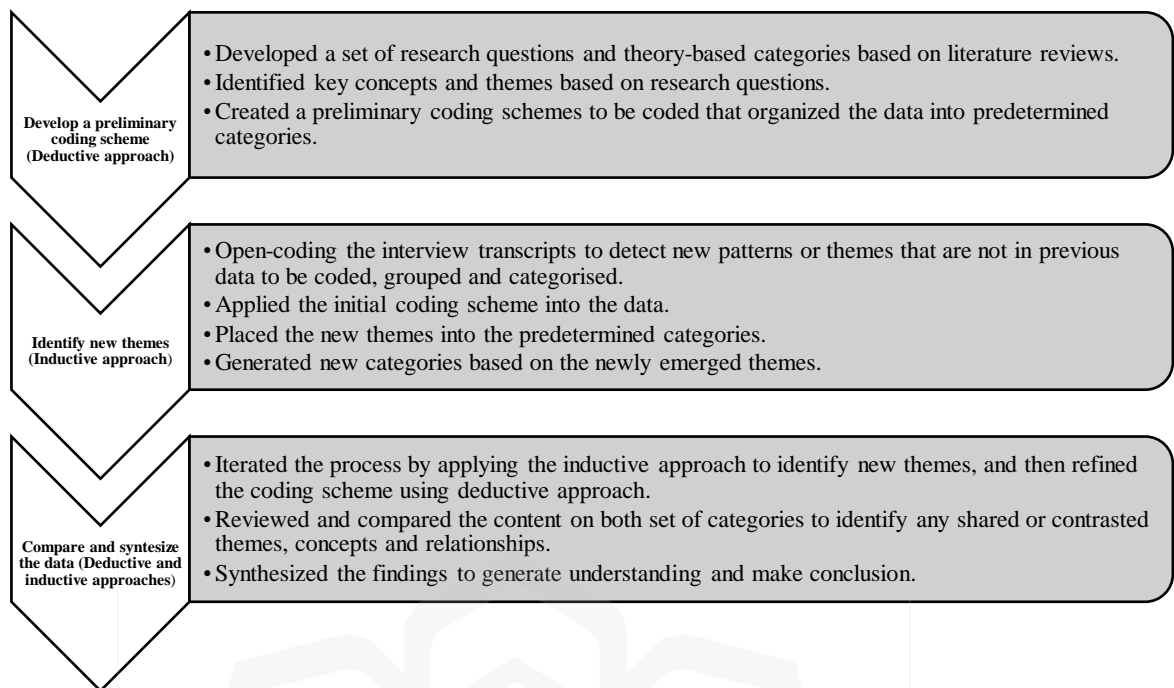 Develop a preliminary
coding scheme
(Deductive approach)
• Developed a set of research questions and theory-based categories based on literature reviews.
• Identified key concepts and themes based on research questions.
• Created a preliminary coding schemes to be coded that organized the data into predetermined
categories.
Identify new themes
(Inductive approach)
• Open-coding the interview transcripts to detect new patterns or themes that are not in previous
data to be coded, grouped and categorised.
• Applied the initial coding scheme into the data.
• Placed the new themes into the predetermined categories.
• Generated new categories based on the newly emerged themes.
Compare and syntesize
the data (Deductive and
inductive approaches)
• Iterated the process by applying the inductive approach to identify new themes, and then refined
the coding scheme using deductive approach.
• Reviewed and compared the content on both set of categories to identify any shared or contrasted
themes, concepts and relationships.
• Synthesized the findings to generate understanding and make conclusion.